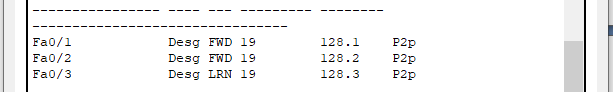 ---------------- ---- --- --------- --------
--------------------------------
Fa0/1            Desg FWD 19        128.1    P2p
Fa0/2            Desg FWD 19        128.2    P2p
Fa0/3            Desg LRN 19        128.3    P2p